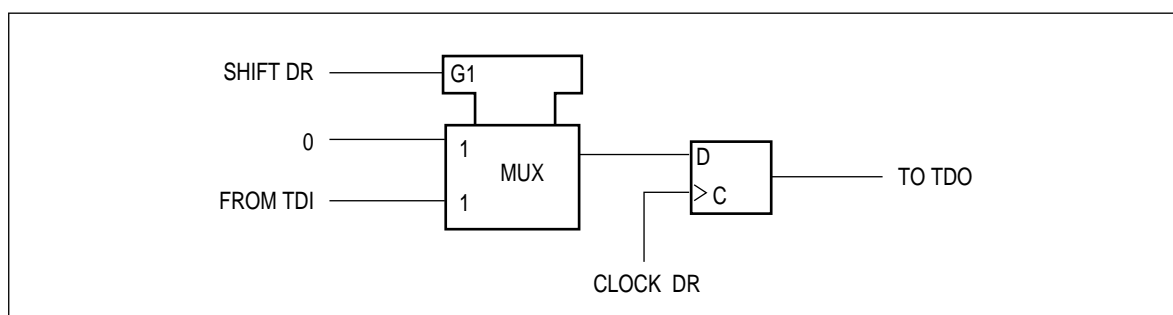 SHIFT DR
G1
0
1
MUX
FROM TDI
1
D
C
TO TDO
CLOCK DR